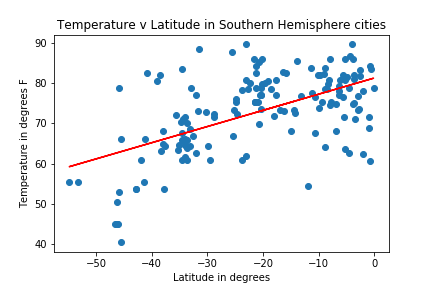 Temperature v Latitude in Southern Hemisphere cities
90
80
70
60
50
40
Temperature in degrees F
−50 −40 −30 −20 −10 0
Latitude in degrees